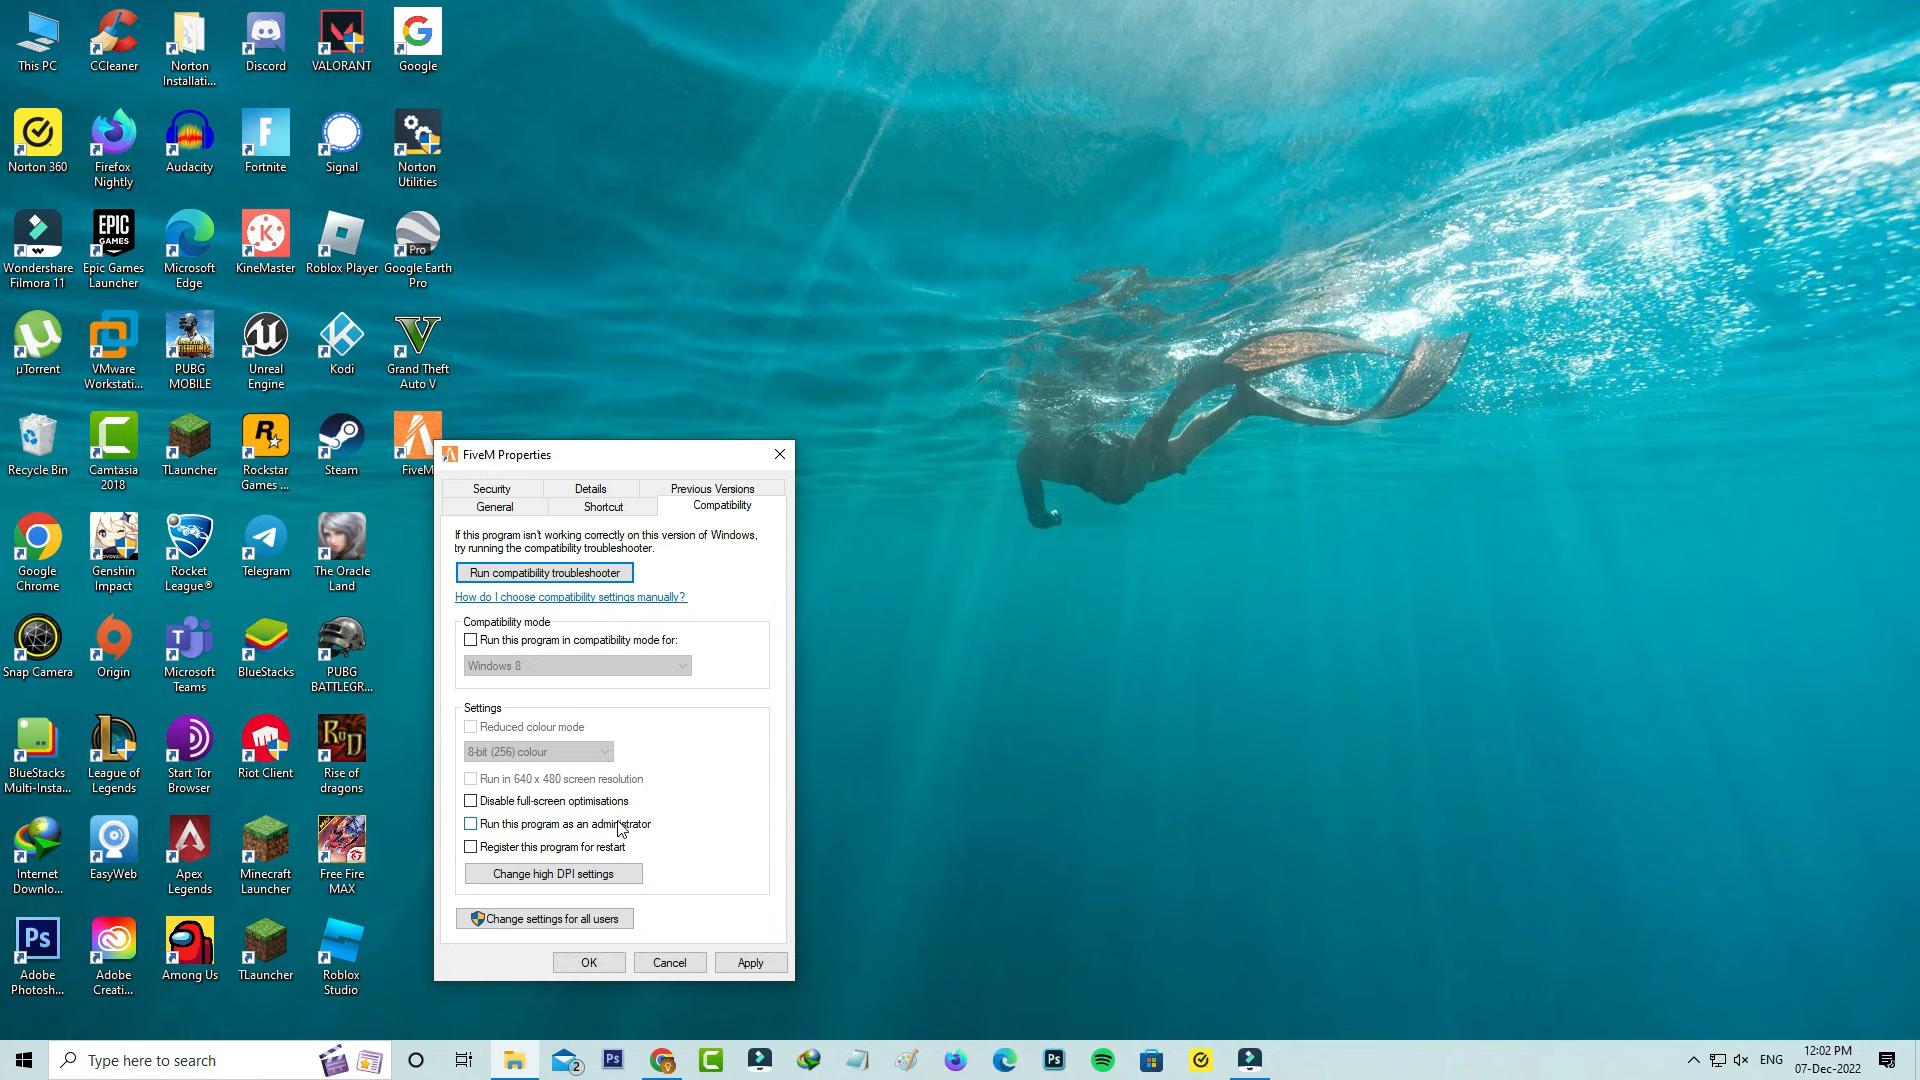 This PC
CCleaner
Norton
Installati...
Discord
VALORANT
Google
Norton 360
Firefox
Nightly
Audacity
Fortnite
Signal
Norton
Utilities
Wondershare
Filmora 11
EPIC
GAMES
Epic Games
Launcher
Microsoft
Edge
KineMaster
Roblox Player
Pro
Google Earth
Pro
µTorrent
VMware
Workstati...
PUBG
MOBILE
Unreal
Engine
Kodi
Grand Theft
Auto V
Recycle Bin
Camtasia
2018
TLauncher
Rockstar
Games ...
Steam
FiveM
Google
Chrome
Genshin
Impact
Rocket
League®
Telegram
The Oracle
Land
Snap Camera
Origin
Microsoft
Teams
BlueStacks
PUBG
BATTLEGR...
BlueStacks
Multi-Insta...
League of
Legends
Start Tor
Browser
Riot Client
Rise of
dragons
Internet
Downlo...
EasyWeb
Apex
Legends
Minecraft
Launcher
Free Fire
MAX
Ps
Adobe
Photosh...
Adobe
Creati...
Among Us
TLauncher
Roblox
Studio
FiveM Properties
Security
Details
Previous Versions
General
Shortcut
Compatibility
If this program isn't working correctly on this version of Windows,
try running the compatibility troubleshooter.
Run compatibility troubleshooter
How do I choose compatibility settings manually?
Compatibility mode
Run this program in compatibility mode for:
Windows 8
Settings
Reduced colour mode
8-bit (256) colour
Run in 640 x 480 screen resolution
Disable full-screen optimisations
Run this program as an administrator
Register this program for restart
Change high DPI settings
Change settings for all users
OK
Cancel
Apply
Type here to search
2
Ps
Ps
ENG
12:02 PM
07-Dec-2022